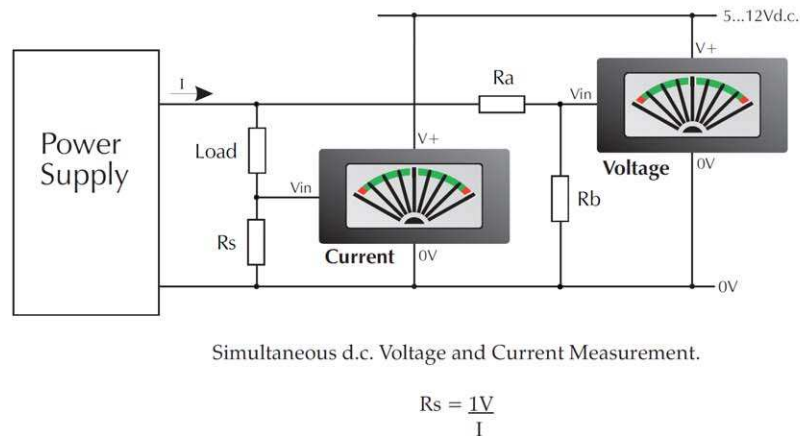 5...12Vd.c.
V+
I
Ra
Vin
Power
Supply
Load
V+
Voltage
0V
Vin
Rb
Rs
Current
0V
0V
Simultaneous d.c. Voltage and Current Measurement.
Rs = 1V
I